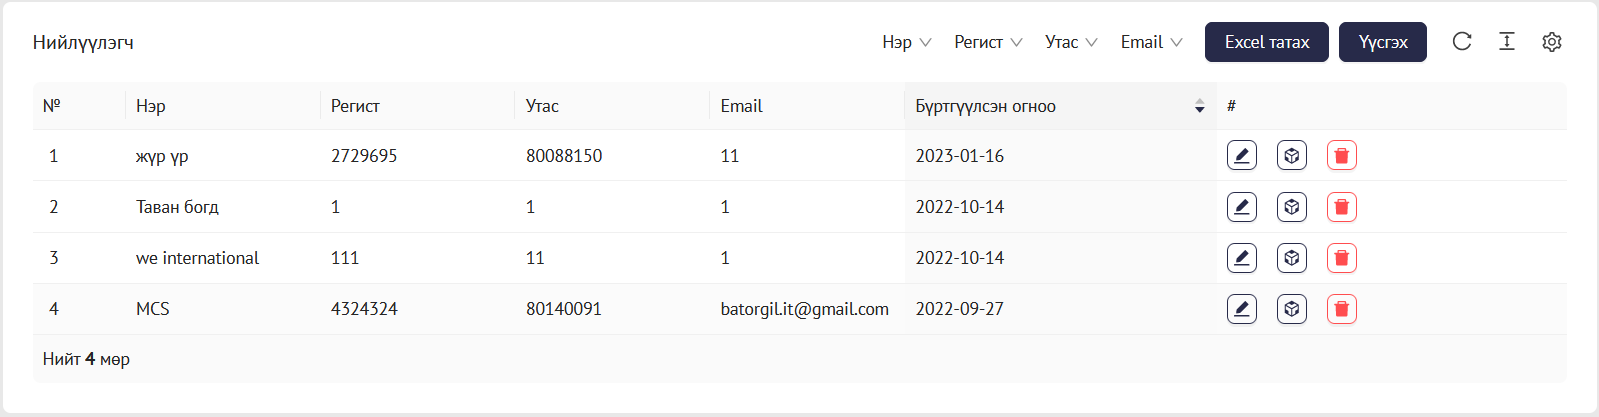 Нийлүүлэгч Нэр Регист Утас Email Excel татах Үүсгэх
№ Нэр Регист Утас Email Бүртгүүлсэн огноо #
1 жүр үр 2729695 80088150 11 2023-01-16
2 Таван богд 1 1 1 2022-10-14
3 we international 111 11 1 2022-10-14
4 MCS 4324324 80140091 batorgil.it@gmail.com 2022-09-27
Нийт 4 мөр